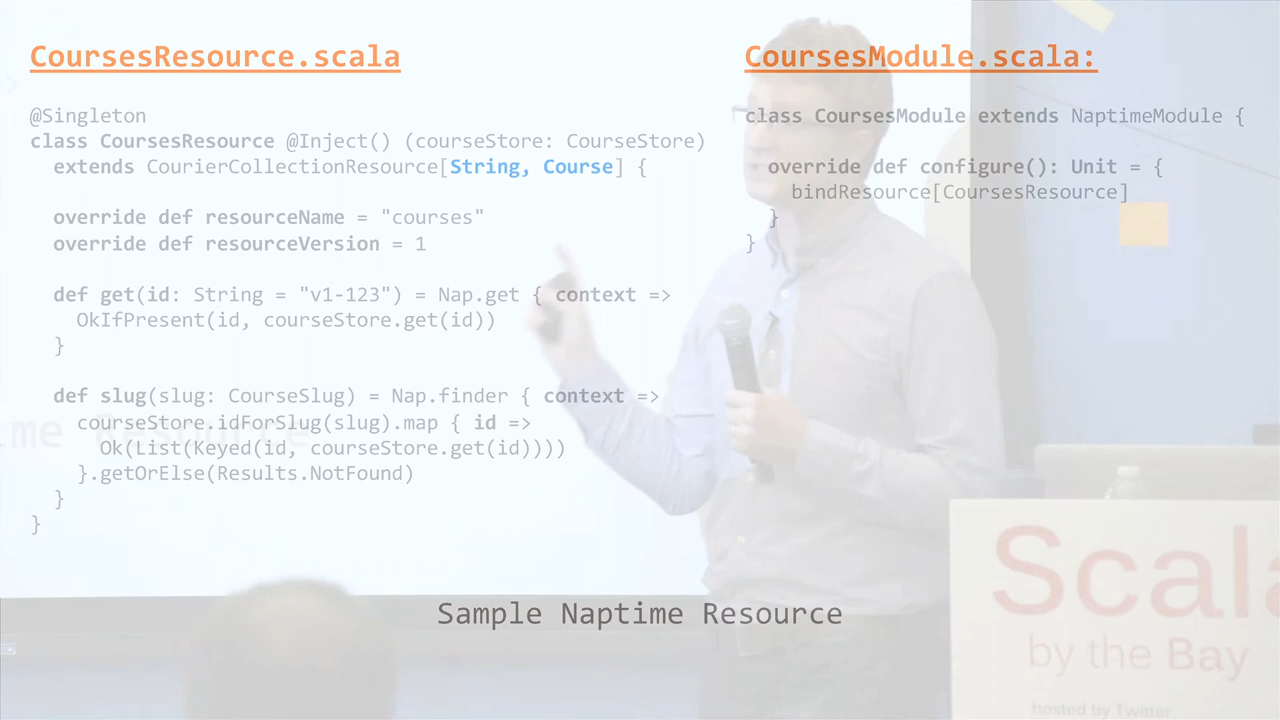 CoursesResource.scala
@Singleton
class CoursesResource @Inject() (courseStore: CourseStore)
  extends CourierCollectionResource[String, Course] {
  override def resourceName = "courses"
  override def resourceVersion = 1
  def get(id: String = "v1-123") = Nap.get { context =>
    OkIfPresent(id, courseStore.get(id))
  }
  def slug(slug: CourseSlug) = Nap.finder { context =>
    courseStore.idForSlug(slug).map { id =>
      Ok(List(Keyed(id, courseStore.get(id))))
    }.getOrElse(Results.NotFound)
  }
}
CoursesModule.scala:
class CoursesModule extends NaptimeModule {
  override def configure(): Unit = {
    bindResource[CoursesResource]
  }
}
Sample Naptime Resource
ime Resource
Scala
by the Bay
hosted by Twitter